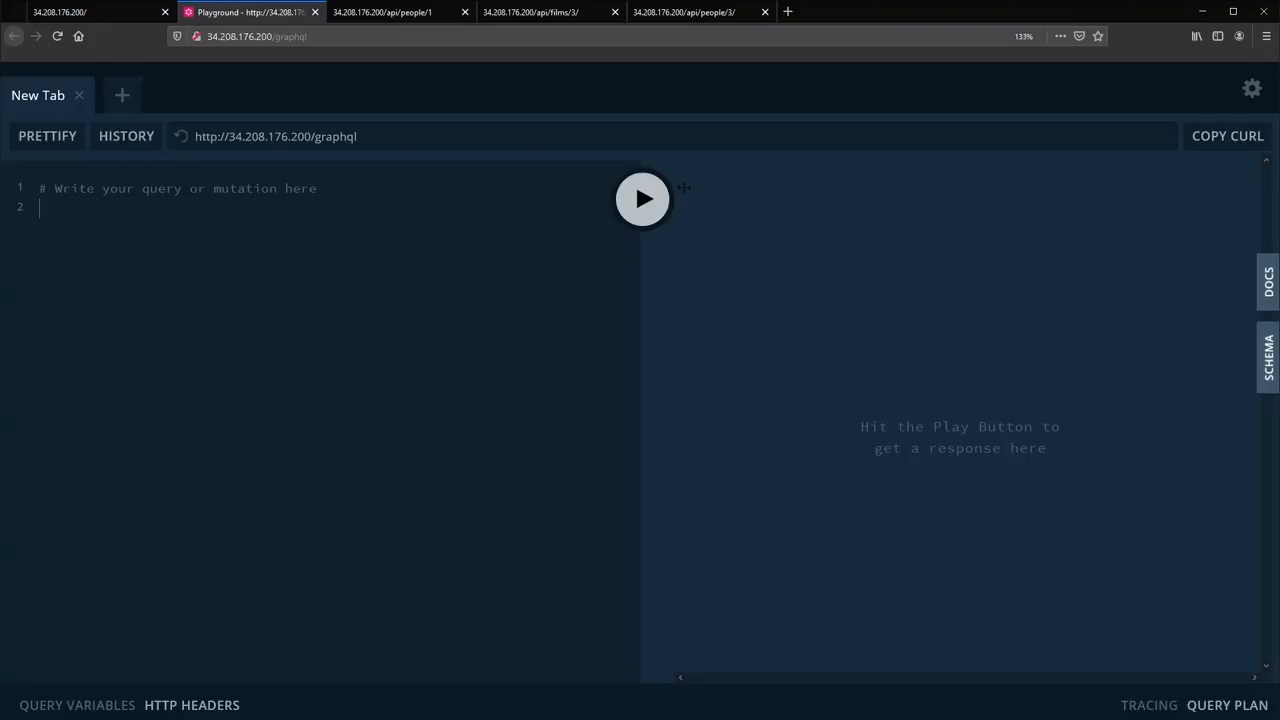 34.208.176.200/
Playground - http://34.208.176.
34.208.176.200/api/people/1
34.208.176.200/api/films/3/
34.208.176.200/api/people/3/
34.208.176.200/graphql
133%
New Tab
PRETTIFY
HISTORY
http://34.208.176.200/graphql
COPY CURL
1 # Write your query or mutation here
2
Hit the Play Button to
get a response here
DOCS
SCHEMA
QUERY VARIABLES
HTTP HEADERS
TRACING
QUERY PLAN